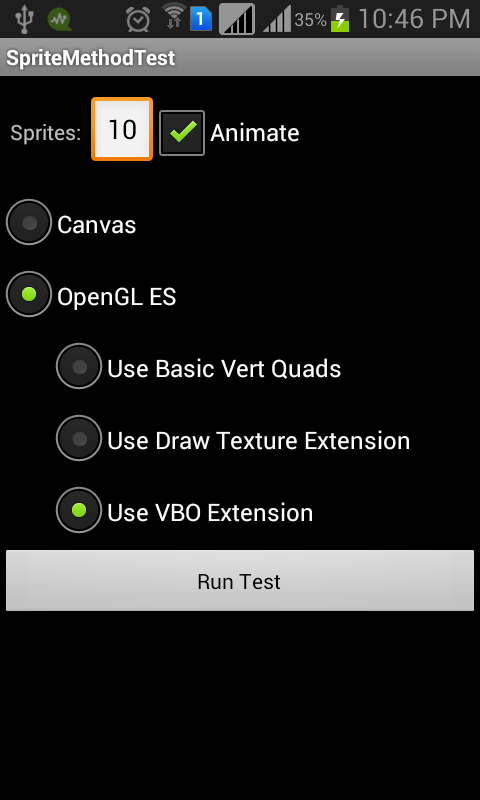 1 35% 10:46 PM
SpriteMethodTest
Sprites: 10 Animate
Canvas
OpenGL ES
Use Basic Vert Quads
Use Draw Texture Extension
Use VBO Extension
Run Test